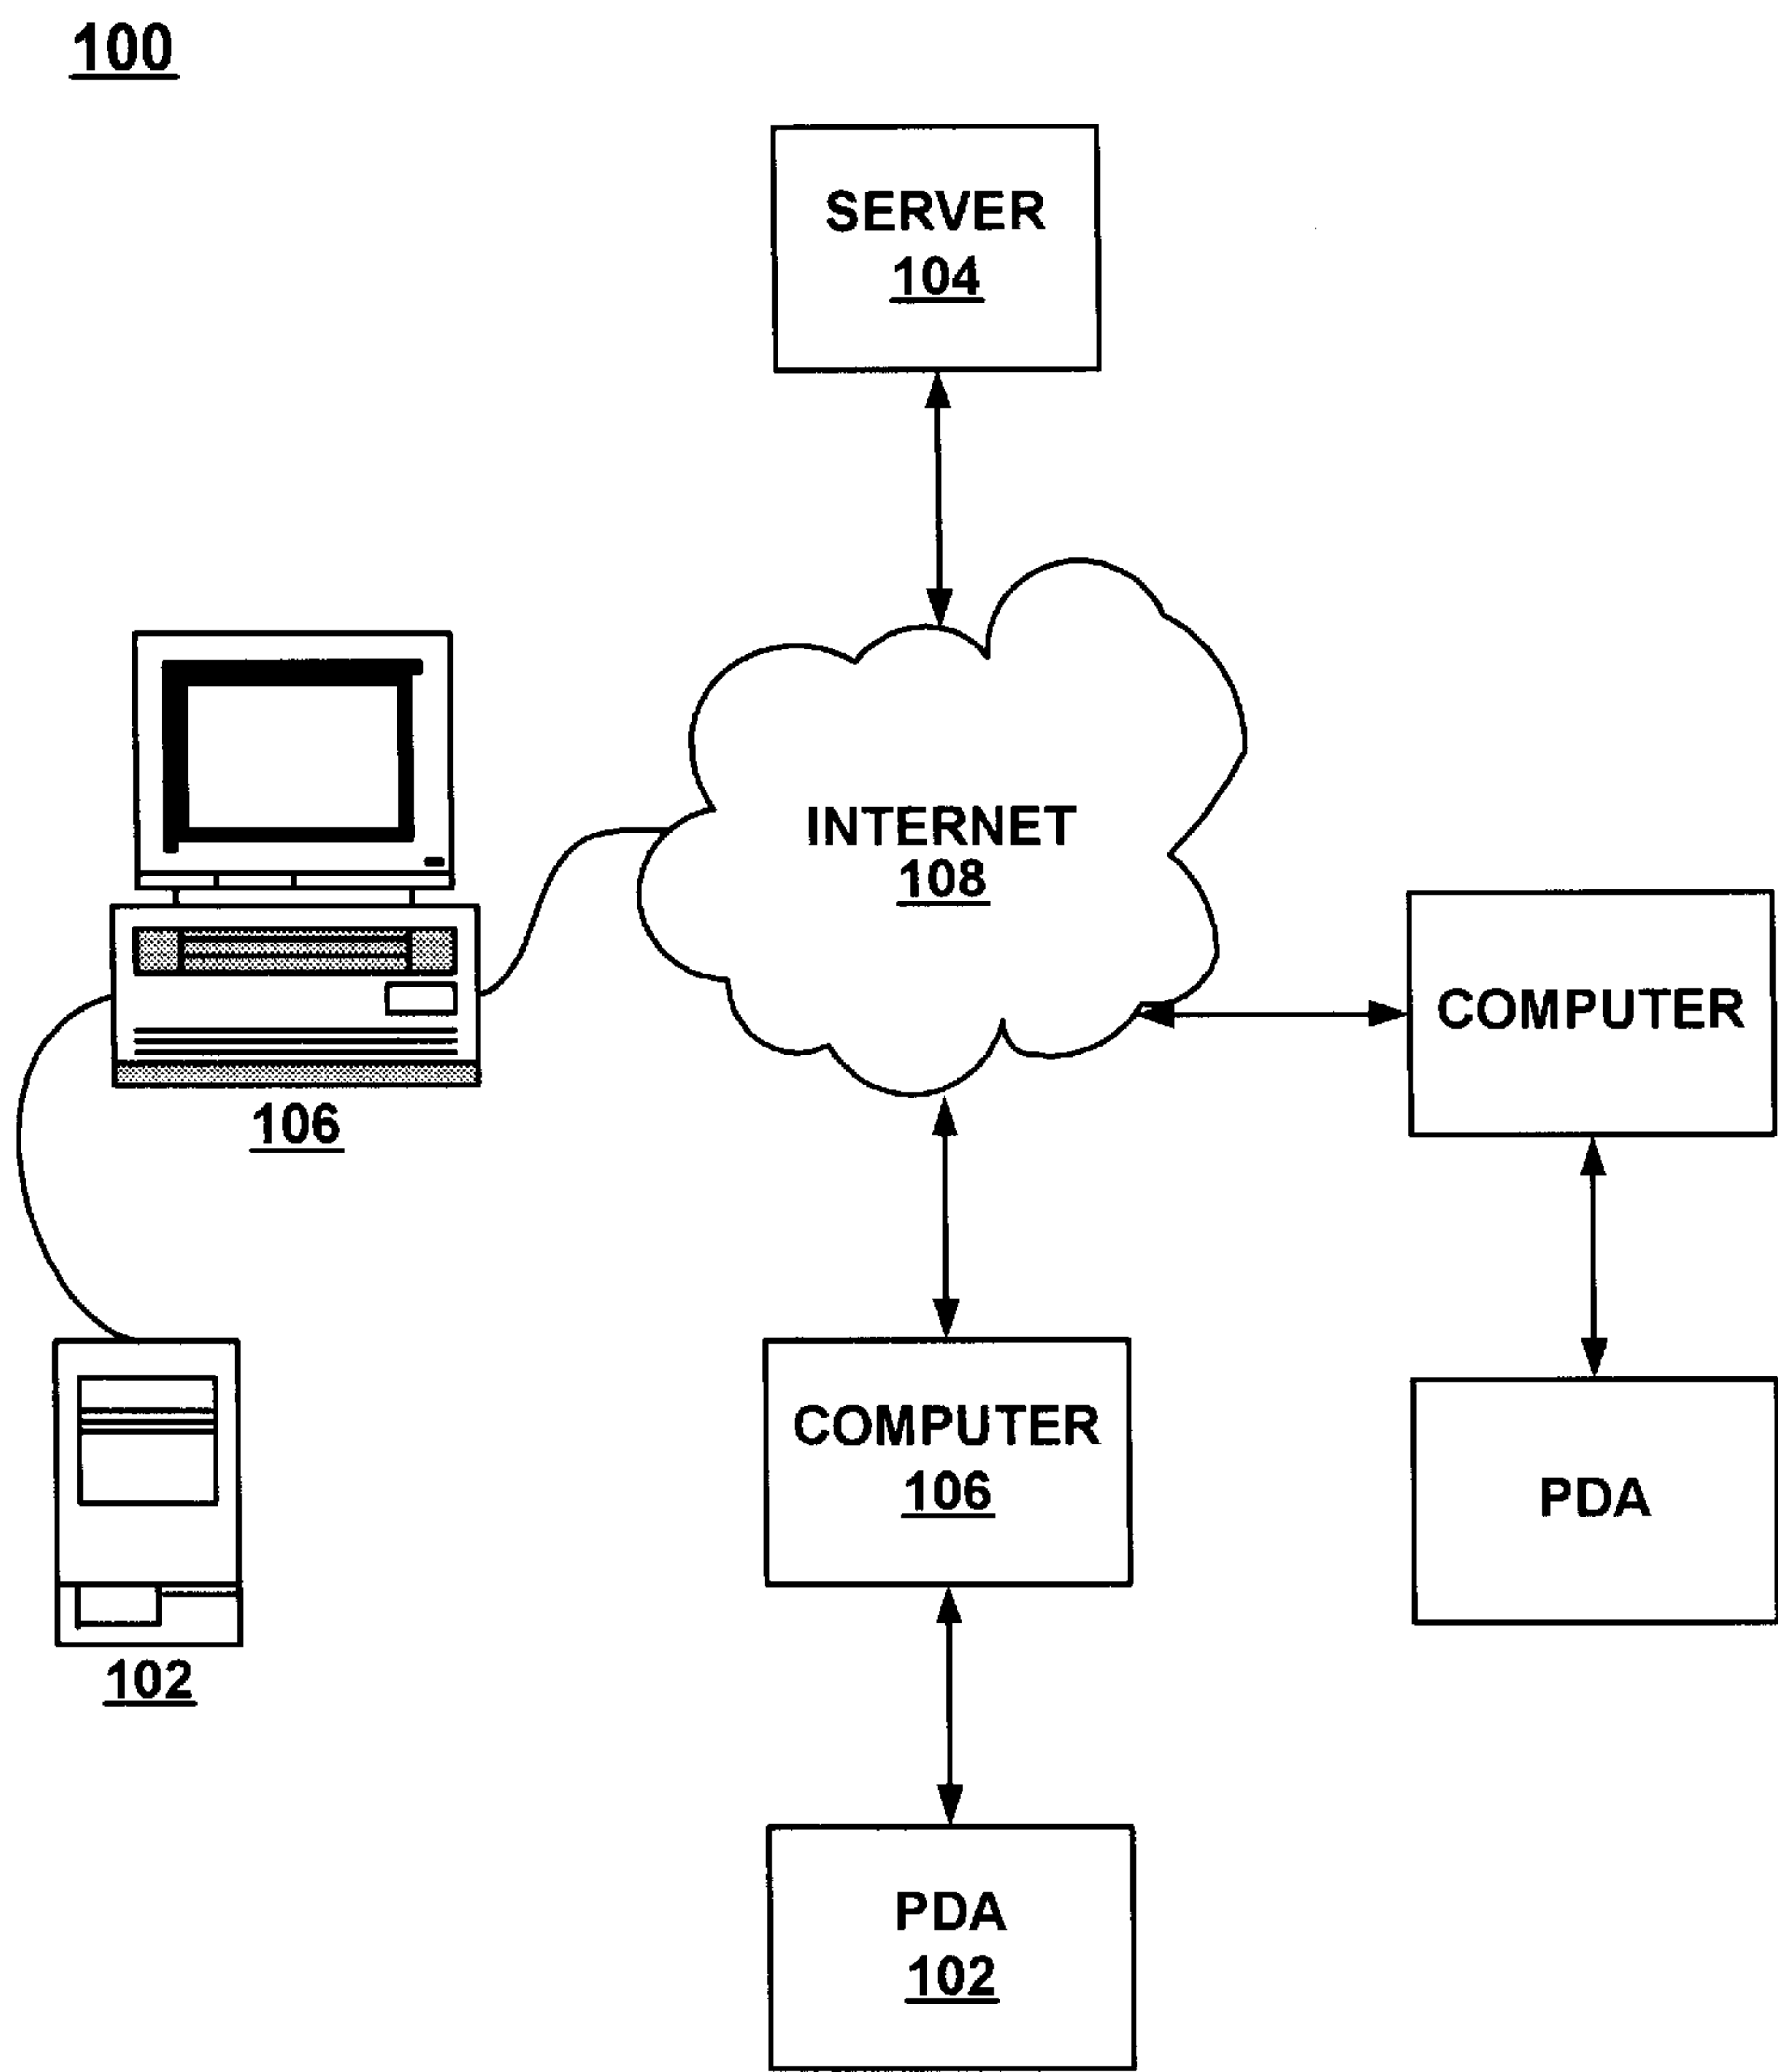 100
SERVER
104
INTERNET
108
COMPUTER
106
COMPUTER
106
PDA
102
PDA
102